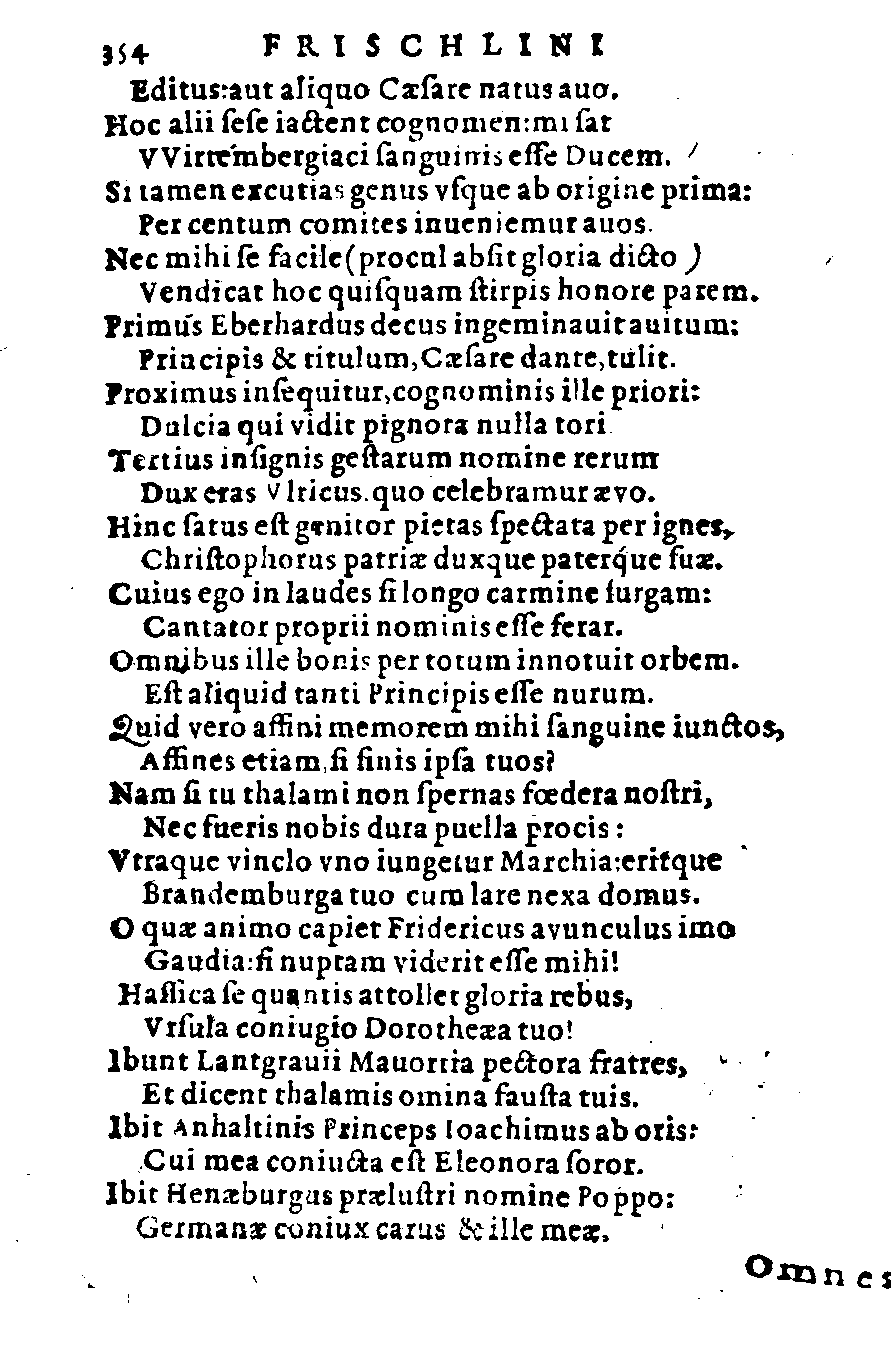 354 FRISCHLINI
Editus:aut aliquo Cæſare natus auo.
Hoc alii ſeſe iactent cognomen:mi ſat
VVirtembergiaci ſanguinis eſſe Ducem.
Si tamen excutias genus vſque ab origine prima:
Per centum comites inueniemur auos.
Nec mihi ſe facile(procul abſit gloria dicto)
Vendicat hoc quiſquam ſtirpis honore parem.
Primus Eberhardus decus ingeminauit auitum:
Principis & titulum,Cæſare dante,tulit.
Proximus inſequitur,cognominis ille priori:
Dulcia qui vidit pignora nulla tori.
Tertius inſignis geſtarum nomine rerum
Dux eras Vlricus.quo celebramur ævo.
Hinc ſatus eſt genitor pietas ſpectata per ignes,
Chriſtophorus patriæ duxque paterq́ue ſuæ.
Cuius ego in laudes ſi longo carmine ſurgam:
Cantator proprii nominis eſſe ferar.
Omnibus ille bonis per totum innotuit orbem.
Eſt aliquid tanti Principis eſſe nurum.
Quid vero affini memorem mihi ſanguine iunctos,
Affines etiam,ſi ſinis ipſa tuos?
Nam ſi tu thalami non ſpernas fœdera noſtri,
Nec fueris nobis dura puella procis:
Vtraque vinclo vno iungetur Marchia:eritque
Brandemburga tuo cum lare nexa domus.
O quæ animo capiet Fridericus avunculus imo
Gaudia:ſi nuptam viderit eſſe mihi!
Haſſica ſe quantis attollet gloria rebus,
Vrſula coniugio Dorothexa tuo!
Ibunt Lantgrauii Mauortia pectora fratres,
Et dicent thalamis omina fauſta tuis.
Ibit Anhaltinis Princeps Ioachimus ab oris:
Cui mea coniucta eſt Eleonora ſoror.
Ibit Henæburgus præluſtri nomine Poppo:
Germanæ coniux carus & ille meæ.
Omnes